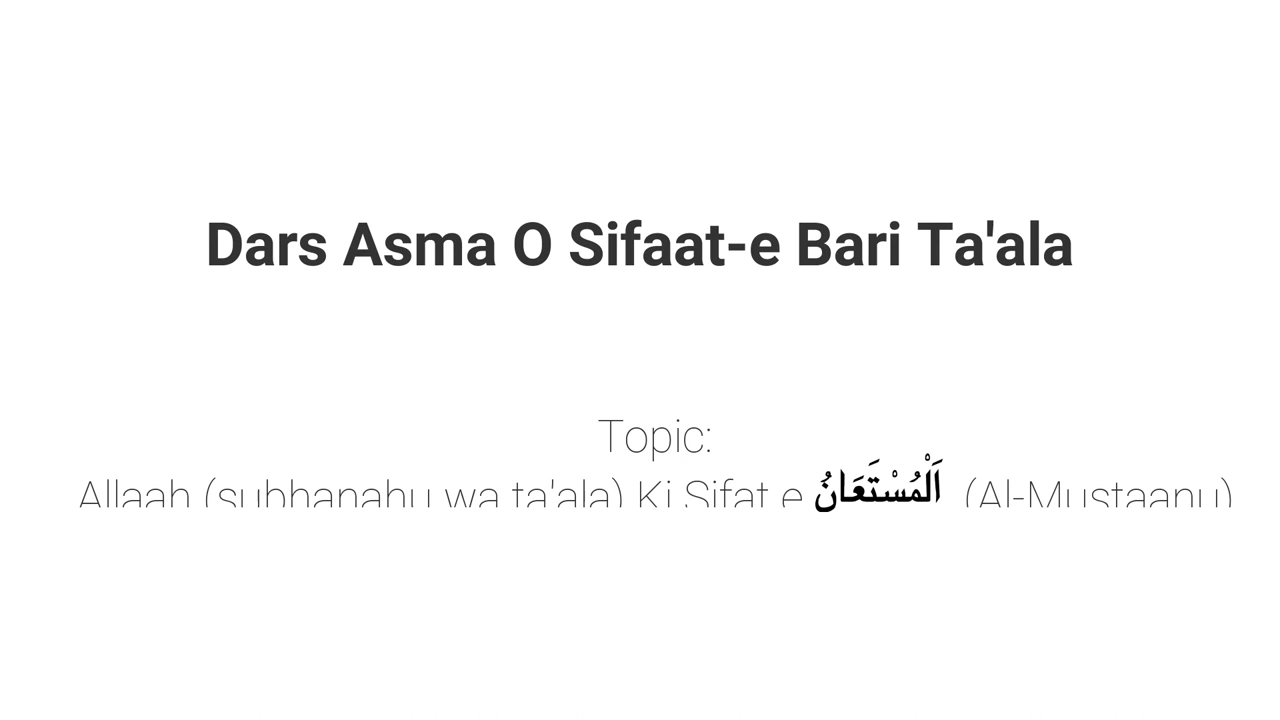 Dars Asma O Sifaat-e Bari Ta'ala
Topic:
Allaah (subhanahu wa ta'ala) Ki Sifat e اَلْمُسْتَعَانُ (Al-Mustaanu)